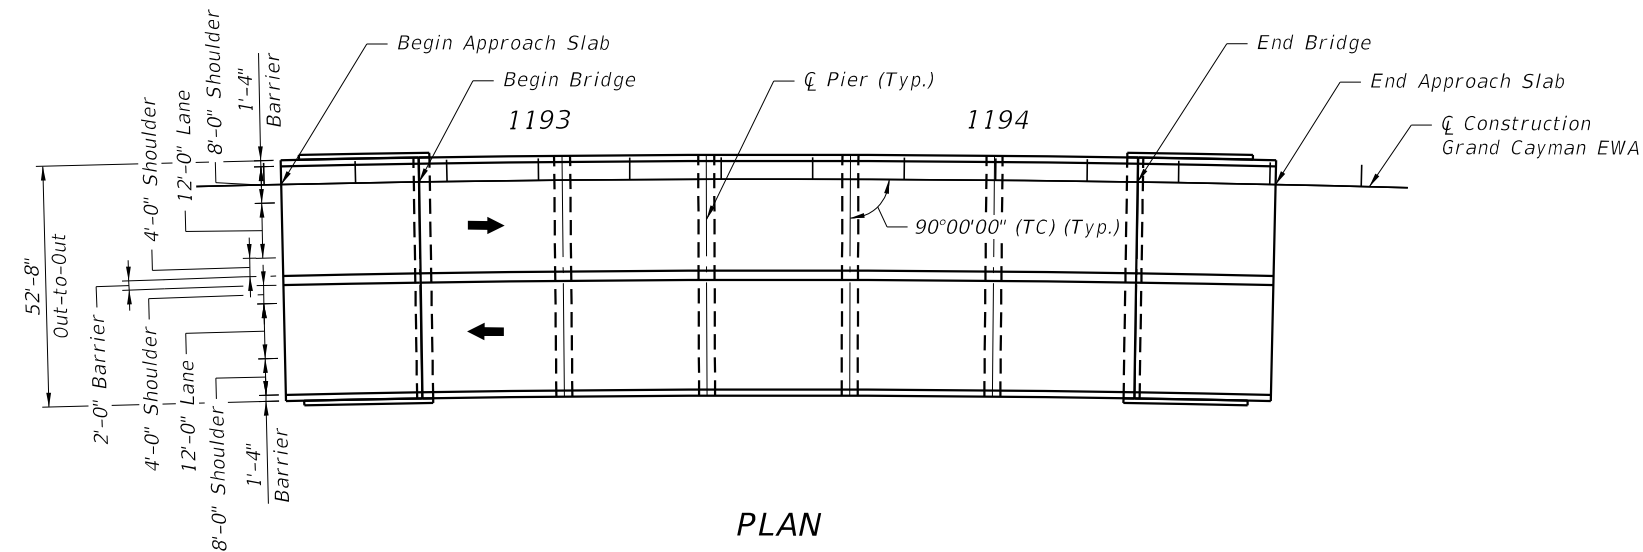 Begin Approach Slab
Begin Bridge
℄ Pier (Typ.)
End Bridge
End Approach Slab
℄ Construction
Grand Cayman EWA
1193
1194
1'-4"
Barrier
8'-0" Shoulder
12'-0" Lane
4'-0" Shoulder
52'-8"
Out-to-Out
2'-0" Barrier
4'-0" Shoulder
12'-0" Lane
8'-0" Shoulder
1'-4"
Barrier
90°00'00" (TC) (Typ.)
PLAN